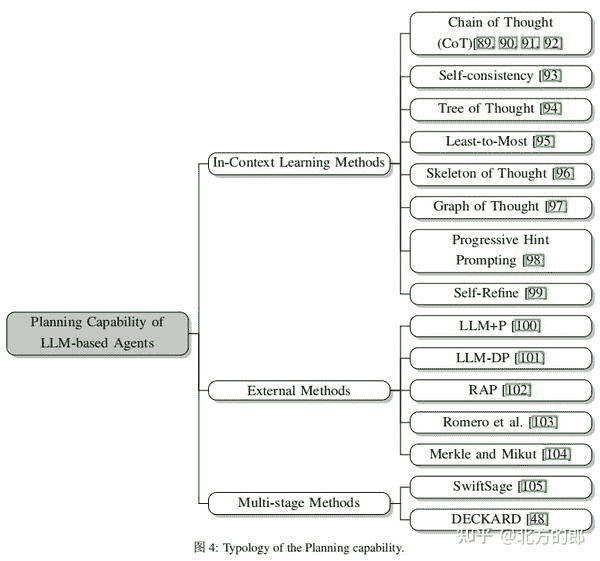 Chain of Thought
(CoT)[89, 90, 91, 92]
Self-consistency [93]
Tree of Thought [94]
Least-to-Most [95]
In-Context Learning Methods
Skeleton of Thought [96]
Graph of Thought [97]
Progressive Hint
Prompting [98]
Self-Refine [99]
Planning Capability of
LLM-based Agents
LLM+P [100]
LLM-DP [101]
External Methods
RAP [102]
Romero et al. [103]
Merkle and Mikut [104]
Multi-stage Methods
SwiftSage [105]
DECKARD [48]
知乎 @北方的郎
图 4: Typology of the Planning capability.